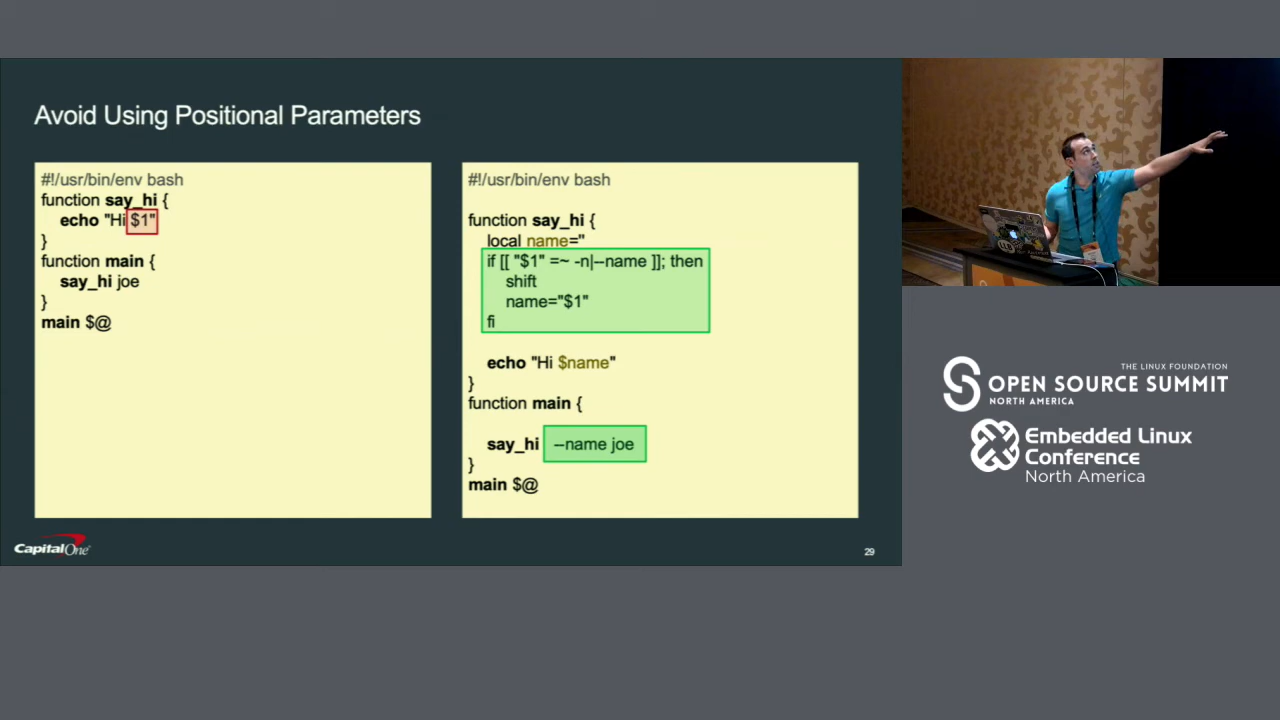 Avoid Using Positional Parameters
#!/usr/bin/env bash
function say_hi {
echo "Hi $1"
}
function main {
say_hi joe
}
main $@
#!/usr/bin/env bash
function say_hi {
local name=''
if [[ "$1" =~ -n|--name ]]; then
shift
name="$1"
fi
echo "Hi $name"
}
function main {
say_hi --name joe
}
main $@
CapitalOne
29
THE LINUX FOUNDATION
OPEN SOURCE SUMMIT
NORTH AMERICA
Embedded Linux
Conference
North America